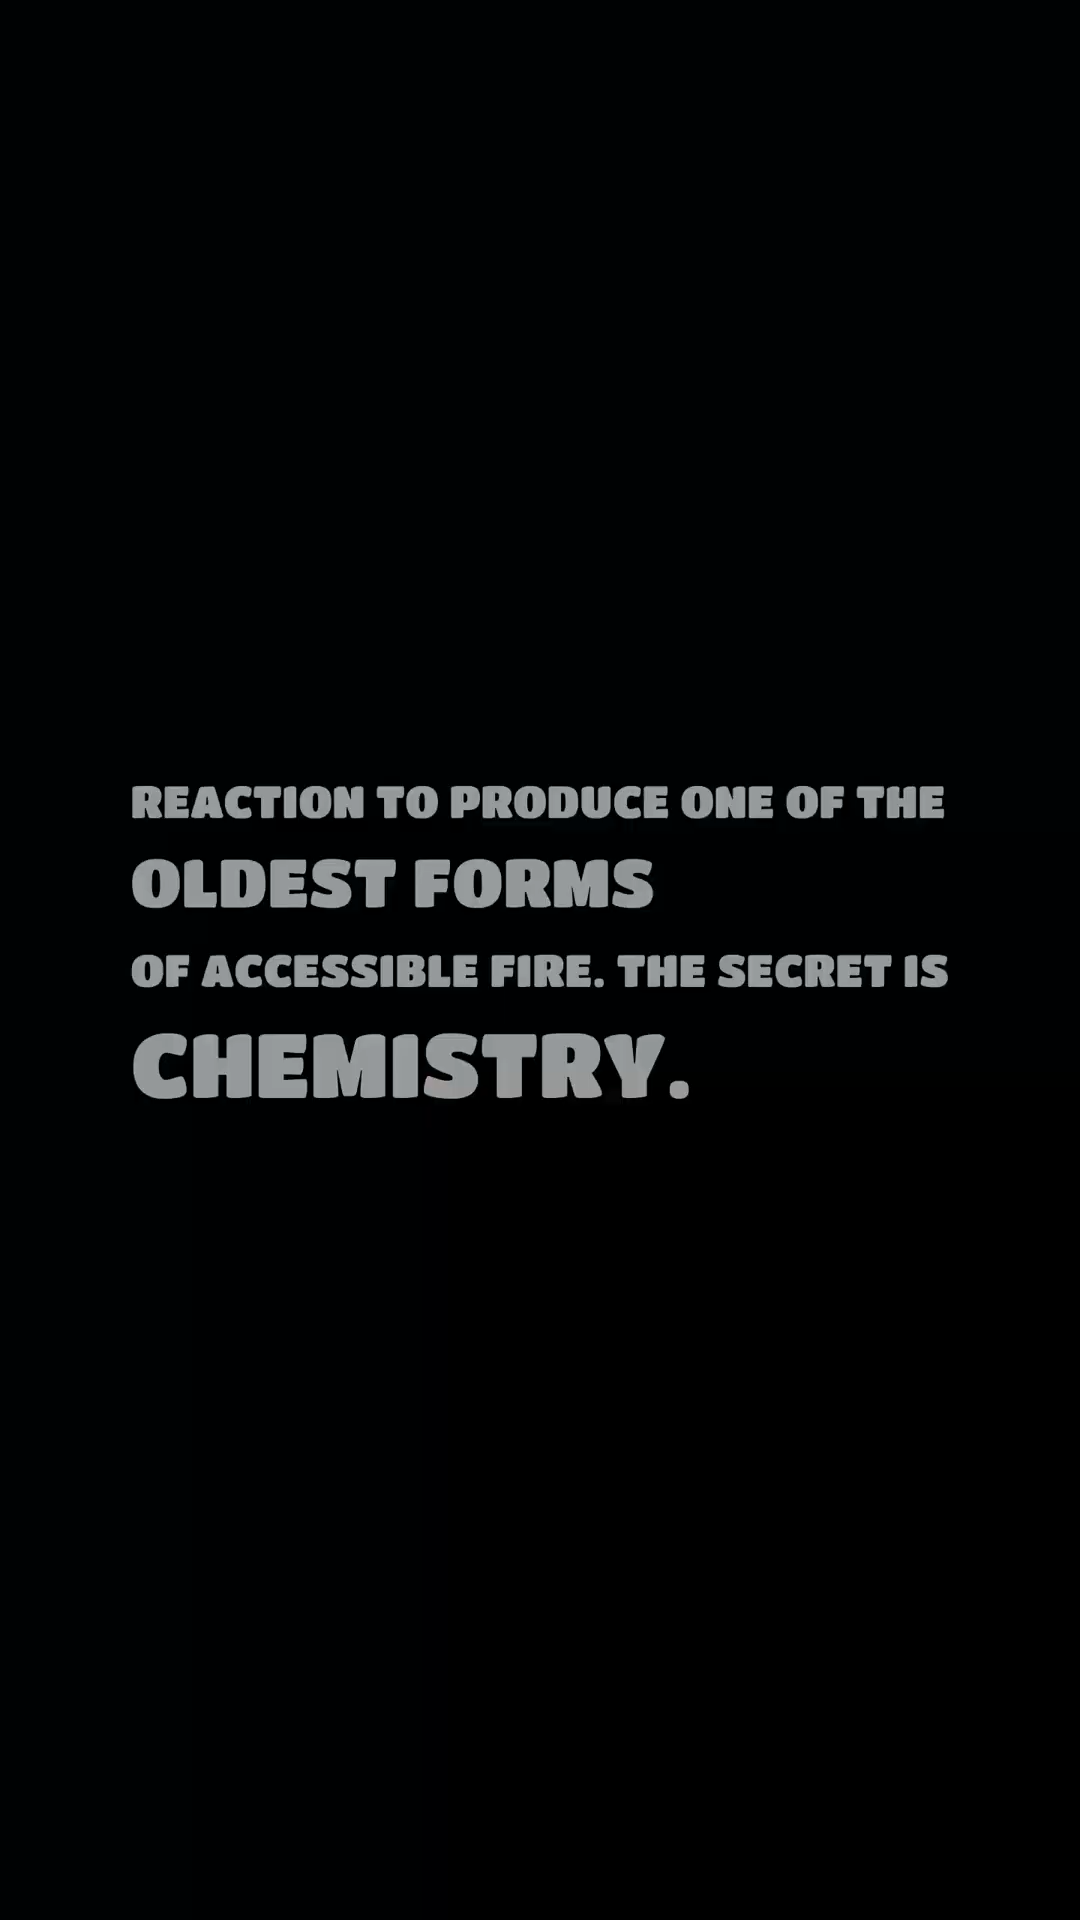 REACTION TO PRODUCE ONE OF THE
OLDEST FORMS
OF ACCESSIBLE FIRE. THE SECRET IS
CHEMISTRY.